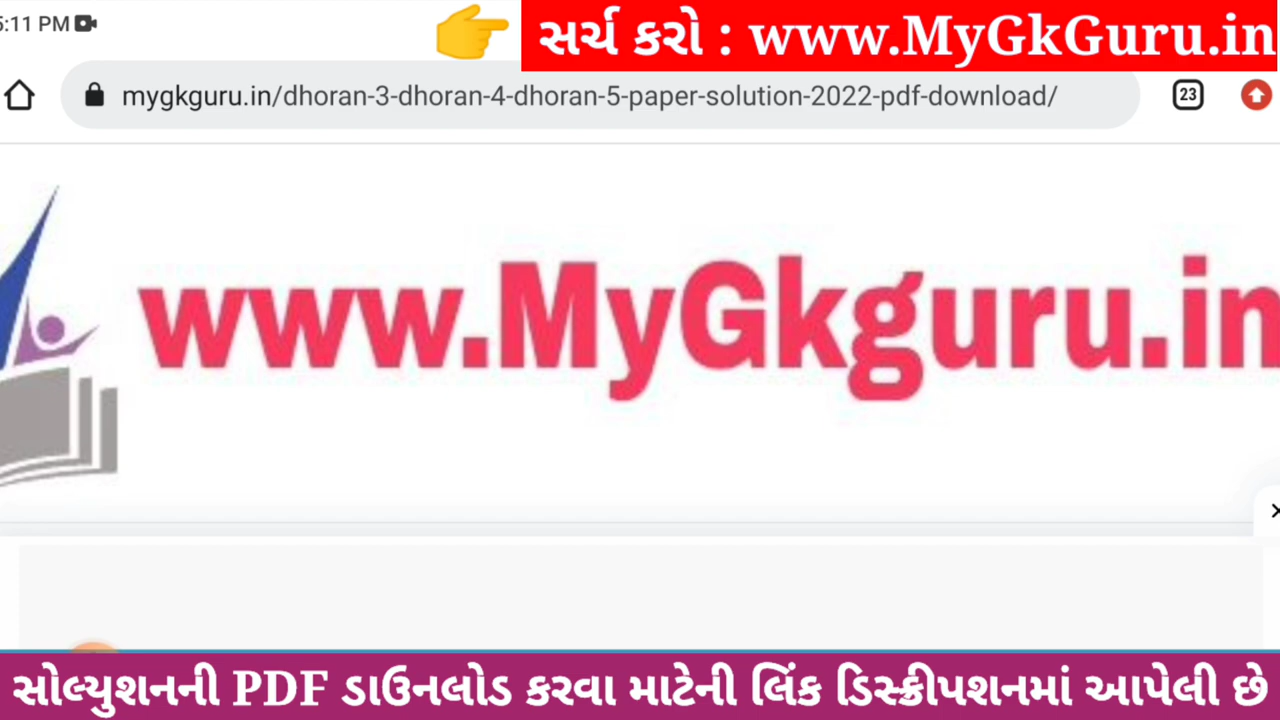 5:11 PM
સર્ચ કરો : www.MyGkGuru.in
mygkguru.in/dhoran-3-dhoran-4-dhoran-5-paper-solution-2022-pdf-download/
23
www.MyGkguru.in
સોલ્યુશનની PDF ડાઉનલોડ કરવા માટેની લિંક ડિસ્ક્રીપશનમાં આપેલી છે